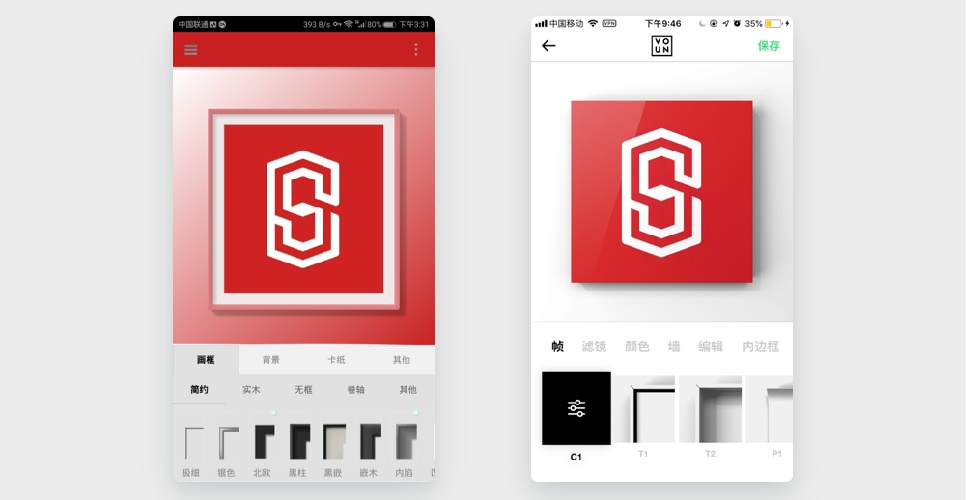 中国联通
393 B/s
80%
下午3:31
画框 背景 卡纸 其他
简约 实木 无框 卷轴 其他
极细 银色 北欧 黑柱 黑嵌 嵌木 内陷
中国移动 VPN 下午9:46 35%
VOUN 保存
帧 滤镜 颜色 墙 编辑 内边框
C1 T1 T2 P1